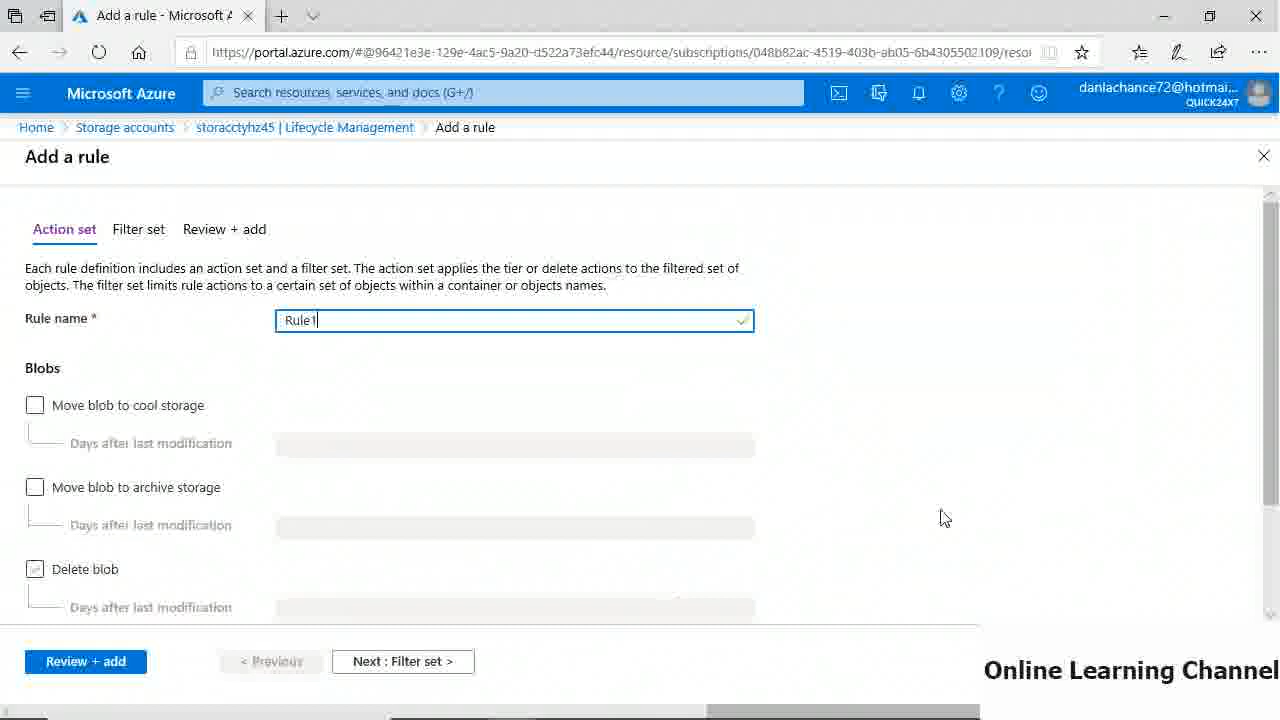 Add a rule - Microsoft A
https://portal.azure.com/#@96421e3e-129e-4ac5-9a20-d522a73efc44/resource/subscriptions/048b82ac-4519-403b-ab05-6b4305502109/resou
Microsoft Azure
Search resources, services, and docs (G+/)
danlachance72@hotmai...
QUICK24X7
Home > Storage accounts > storacctyhz45 | Lifecycle Management > Add a rule
Add a rule
Action set Filter set Review + add
Each rule definition includes an action set and a filter set. The action set applies the tier or delete actions to the filtered set of
objects. The filter set limits rule actions to a certain set of objects within a container or objects names.
Rule name *
Rule1
Blobs
Move blob to cool storage
Days after last modification
Move blob to archive storage
Days after last modification
Delete blob
Days after last modification
Review + add
< Previous
Next : Filter set >
Online Learning Channel